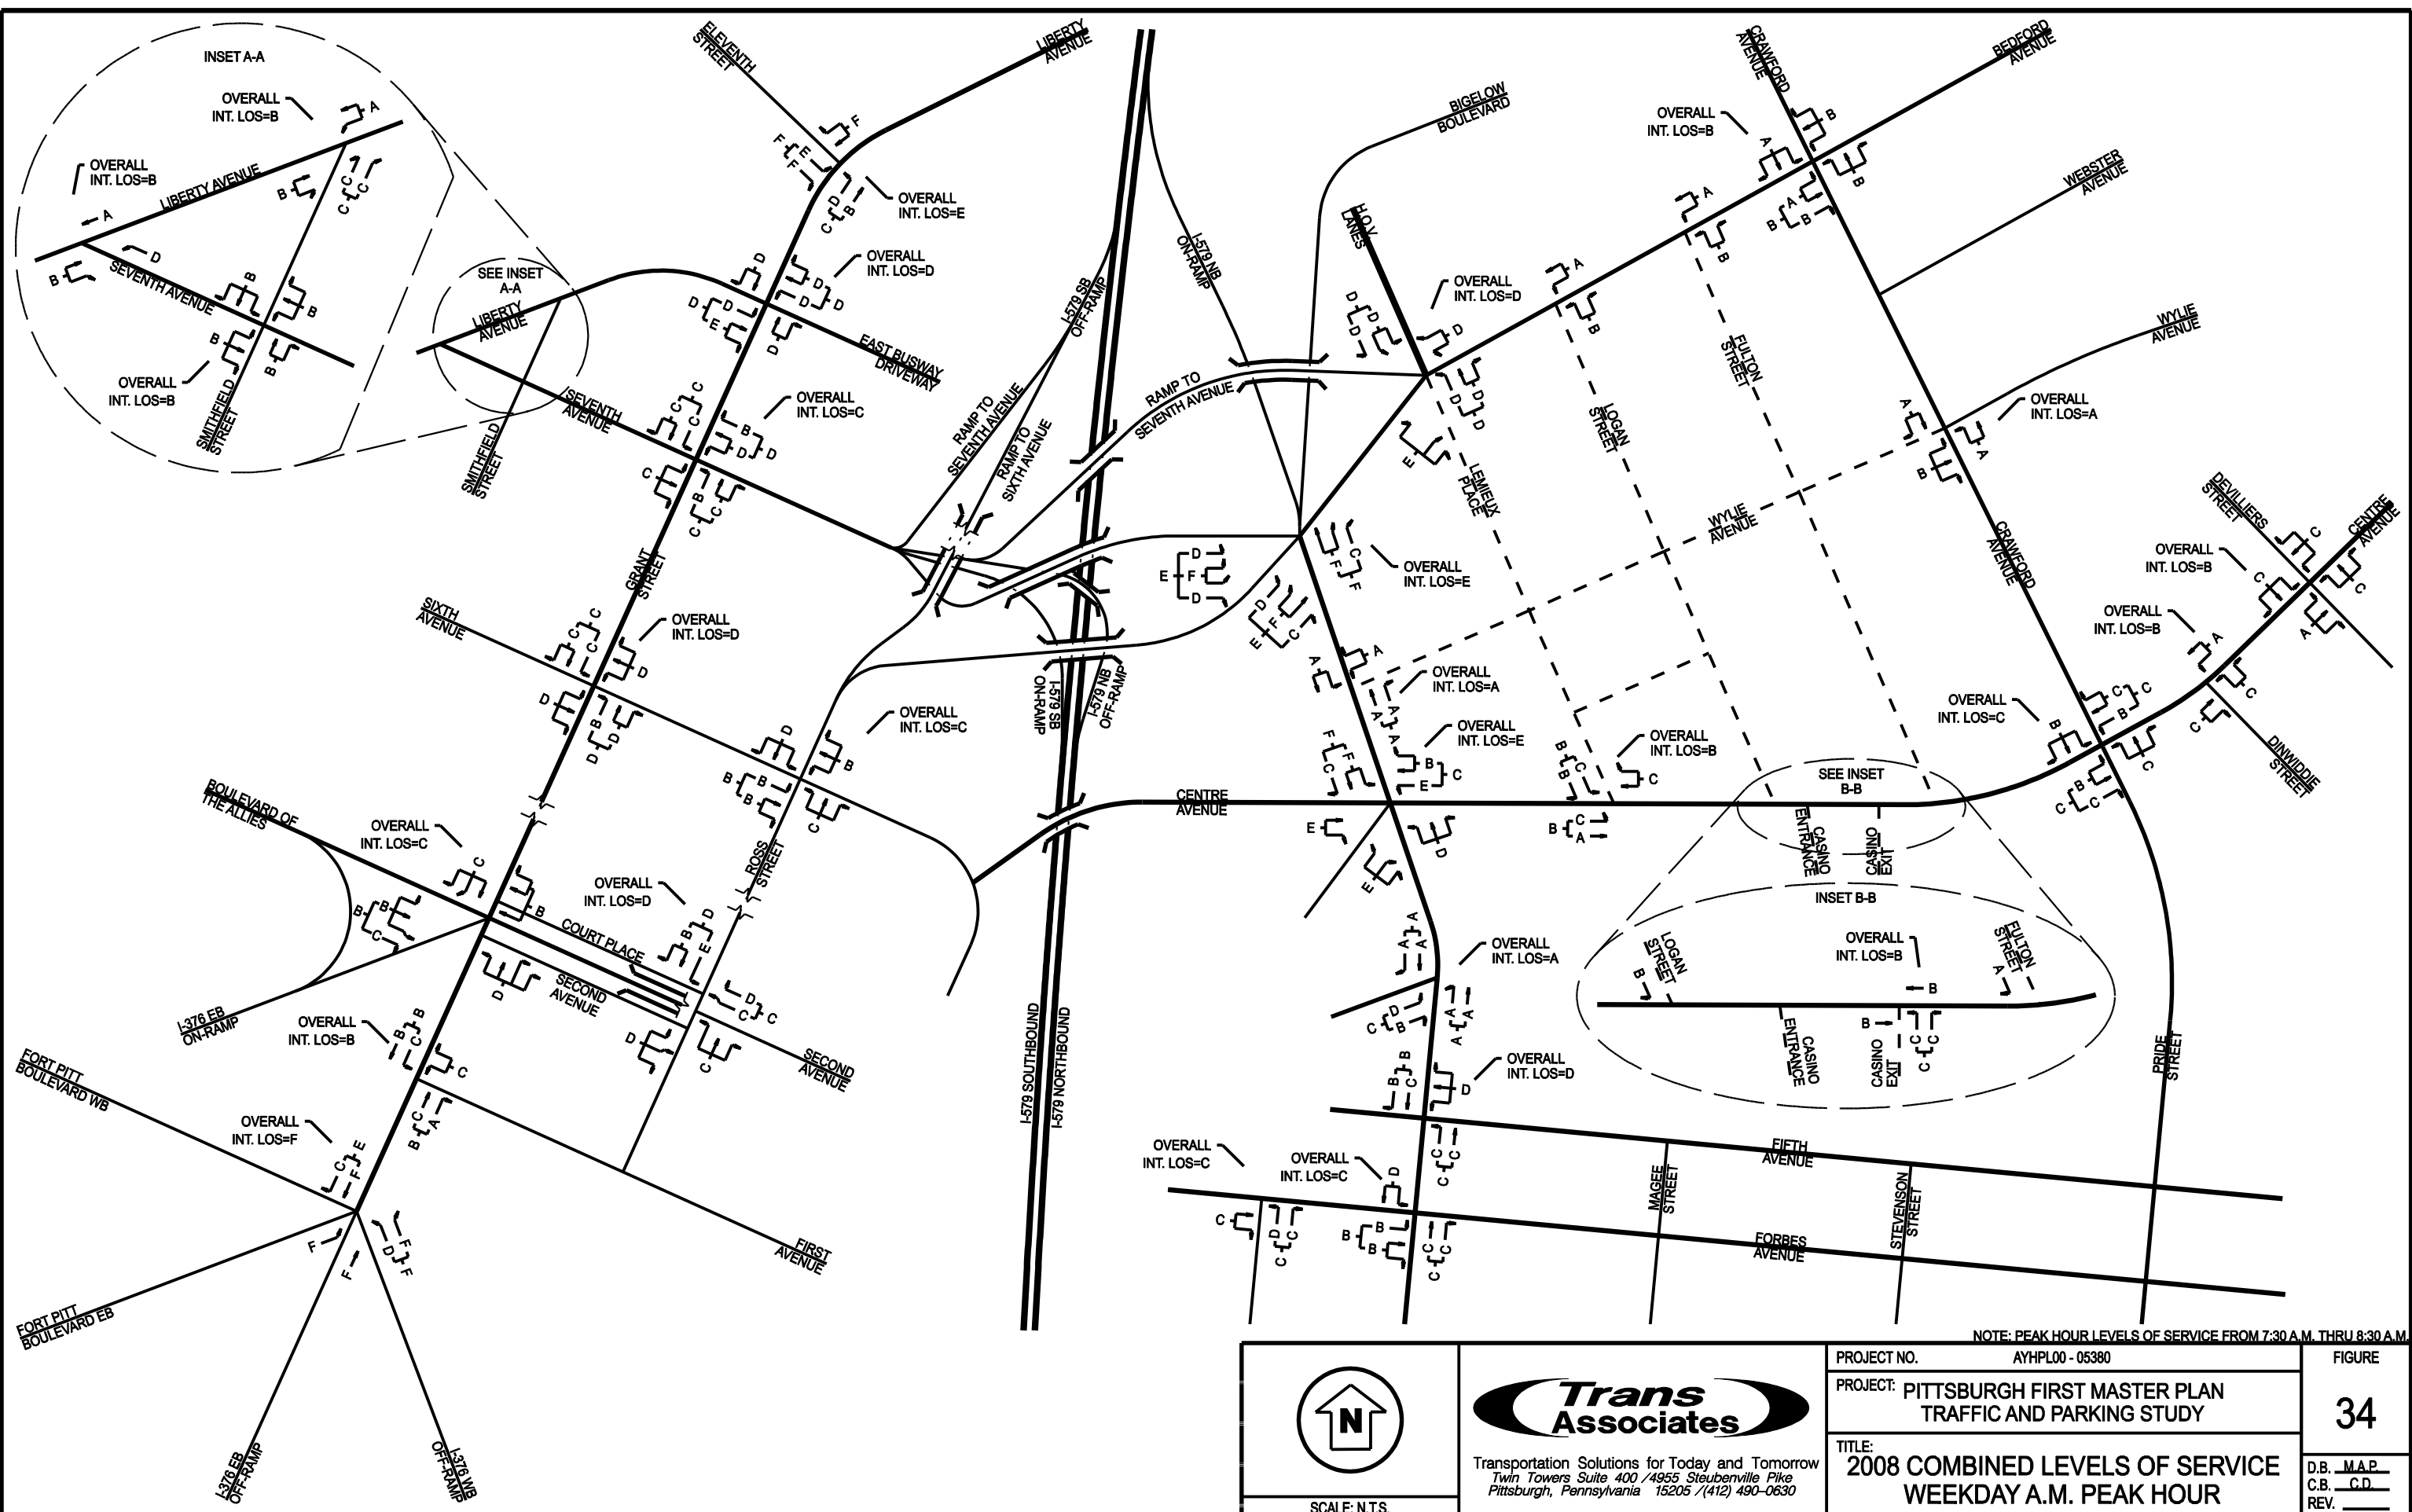 INSET A-A
OVERALL
INT. LOS=B
A
OVERALL
INT. LOS=B
LIBERTY AVENUE
A
B
C
C
C
B
D
SEVENTH AVENUE
B
B
B
B
OVERALL
INT. LOS=B
SMITHFIELD
STREET
SEE INSET
A-A
LIBERTY
AVENUE
SEVENTH
AVENUE
SMITHFIELD
STREET
ELEVENTH
STREET
LIBERTY
AVENUE
F
F
E
F
D
B
C
OVERALL
INT. LOS=E
D
OVERALL
INT. LOS=D
D
D
D
D
D
E
D
EAST BUSWAY
DRIVEWAY
C
C
C
OVERALL
INT. LOS=C
B
D
D
C
B
C
C
GRANT
STREET
SIXTH
AVENUE
C
C
C
OVERALL
INT. LOS=D
D
D
B
D
D
RAMP TO
SEVENTH AVENUE
RAMP TO
SIXTH AVENUE
I-579 SB
OFF-RAMP
I-579 NB
ON-RAMP
RAMP TO
SEVENTH AVENUE
BIGELOW
BOULEVARD
H.O.V.
LANES
OVERALL
INT. LOS=D
D
D
D
D
D
D
D
E
LEMIEUX
PLACE
CRAWFORD
AVENUE
BEDFORD
AVENUE
OVERALL
INT. LOS=B
B
A
B
A
B
B
A
B
A
B
WEBSTER
AVENUE
WYLIE
AVENUE
FULTON
STREET
LOGAN
STREET
WYLIE
AVENUE
OVERALL
INT. LOS=A
A
A
B
CRAWFORD
AVENUE
DEVILLIERS
STREET
CENTRE
AVENUE
OVERALL
INT. LOS=B
C
C
C
A
OVERALL
INT. LOS=B
A
C
C
DINWIDDIE
STREET
OVERALL
INT. LOS=C
B
C
C
B
C
B
C
C
D
E
F
D
D
F
C
E
E
C
F
F
OVERALL
INT. LOS=E
A
A
OVERALL
INT. LOS=A
A
A
A
OVERALL
INT. LOS=E
F
F
C
B
C
E
E
D
E
B
C
B
OVERALL
INT. LOS=B
C
B
C
A
CENTRE
AVENUE
I-579 SB
ON-RAMP
I-579 NB
OFF-RAMP
OVERALL
INT. LOS=C
D
B
B
B
B
C
ROSS
STREET
BOULEVARD OF
THE ALLIES
OVERALL
INT. LOS=C
C
B
B
B
C
D
COURT PLACE
SECOND
AVENUE
OVERALL
INT. LOS=D
D
B
E
D
C
C
D
C
SECOND
AVENUE
I-376 EB
ON-RAMP
OVERALL
INT. LOS=B
B
B
C
C
C
A
B
FIRST
AVENUE
FORT PITT
BOULEVARD WB
OVERALL
INT. LOS=F
E
C
F
F
F
F
D
F
FORT PITT
BOULEVARD EB
I-376 EB
OFF-RAMP
I-376 WB
OFF-RAMP
I-579 SOUTHBOUND
I-579 NORTHBOUND
SEE INSET
B-B
CASINO
ENTRANCE
CASINO
EXIT
INSET B-B
LOGAN
STREET
B
OVERALL
INT. LOS=B
FULTON
STREET
A
B
B
CASINO
ENTRANCE
CASINO
EXIT
C
C
C
A
A
A
OVERALL
INT. LOS=A
D
B
C
A
A
A
B
B
C
OVERALL
INT. LOS=D
D
C
C
C
OVERALL
INT. LOS=C
OVERALL
INT. LOS=C
D
C
D
C
C
B
B
B
C
C
C
FIFTH
AVENUE
MAGEE
STREET
STEVENSON
STREET
FORBES
AVENUE
PRIDE
STREET
NOTE: PEAK HOUR LEVELS OF SERVICE FROM 7:30 A.M. THRU 8:30 A.M.
N
SCALE: N.T.S.
Trans
Associates
Transportation Solutions for Today and Tomorrow
Twin Towers Suite 400 /4955 Steubenville Pike
Pittsburgh, Pennsylvania 15205 /(412) 490-0630
PROJECT NO. AYHPL00 - 05380
PROJECT: PITTSBURGH FIRST MASTER PLAN
TRAFFIC AND PARKING STUDY
TITLE:
2008 COMBINED LEVELS OF SERVICE
WEEKDAY A.M. PEAK HOUR
FIGURE
34
D.B. M.A.P.
C.B. C.D.
REV.